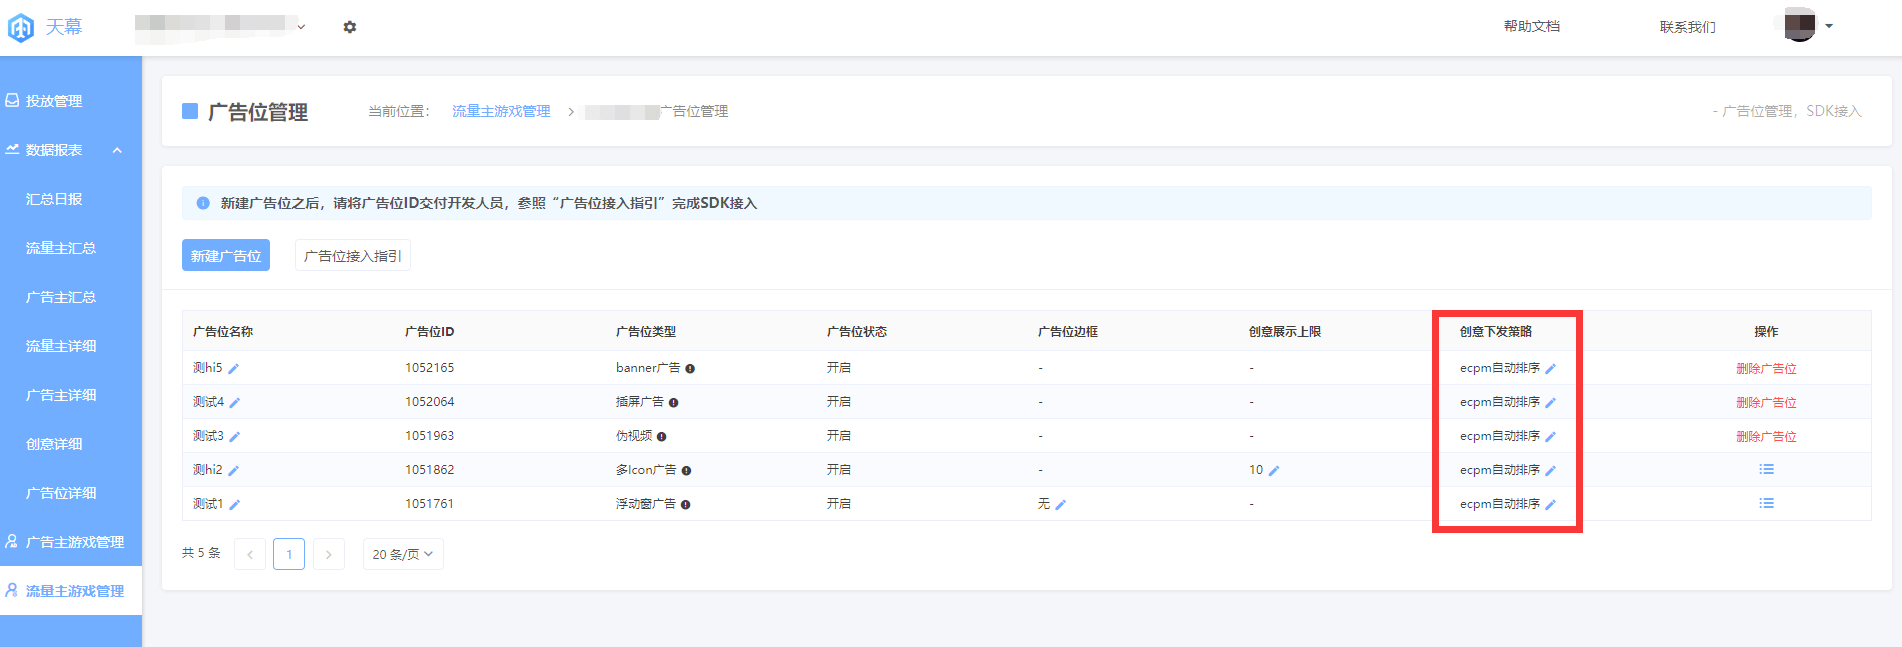 天幕
帮助文档
联系我们
投放管理
数据报表
汇总日报
流量主汇总
广告主汇总
流量主详细
广告主详细
创意详细
广告位详细
广告主游戏管理
流量主游戏管理
广告位管理
当前位置： 流量主游戏管理 > 广告位管理
- 广告位管理，SDK接入
新建广告位之后，请将广告位ID交付开发人员，参照“广告位接入指引”完成SDK接入
新建广告位 广告位接入指引
广告位名称 广告位ID 广告位类型 广告位状态 广告位边框 创意展示上限 创意下发策略 操作
测hi5 1052165 banner广告 开启 - - ecpm自动排序 删除广告位
测试4 1052064 插屏广告 开启 - - ecpm自动排序 删除广告位
测试3 1051963 伪视频 开启 - - ecpm自动排序 删除广告位
测hi2 1051862 多Icon广告 开启 - 10 ecpm自动排序
测试1 1051761 浮动窗广告 开启 无 - ecpm自动排序
共 5 条 < 1 > 20 条/页